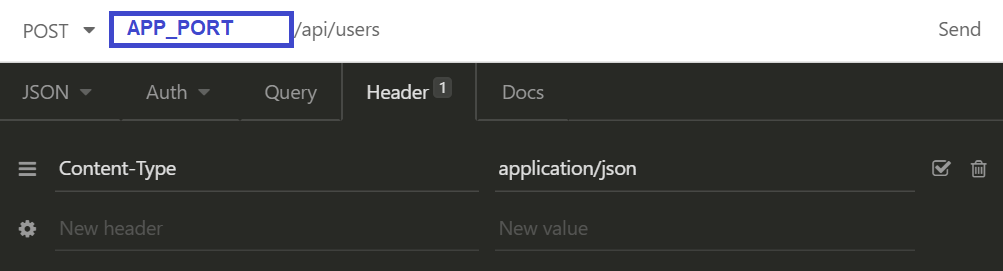 POST APP_PORT /api/users Send
JSON Auth Query Header 1 Docs
Content-Type application/json
New header New value